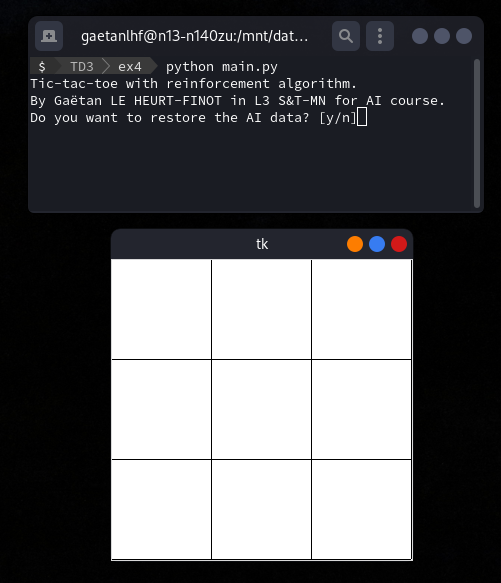 gaetanlhf@n13-n140zu:/mnt/dat...
$ TD3 ex4 python main.py
Tic-tac-toe with reinforcement algorithm.
By Gaëtan LE HEURT-FINOT in L3 S&T-MN for AI course.
Do you want to restore the AI data? [y/n]
tk